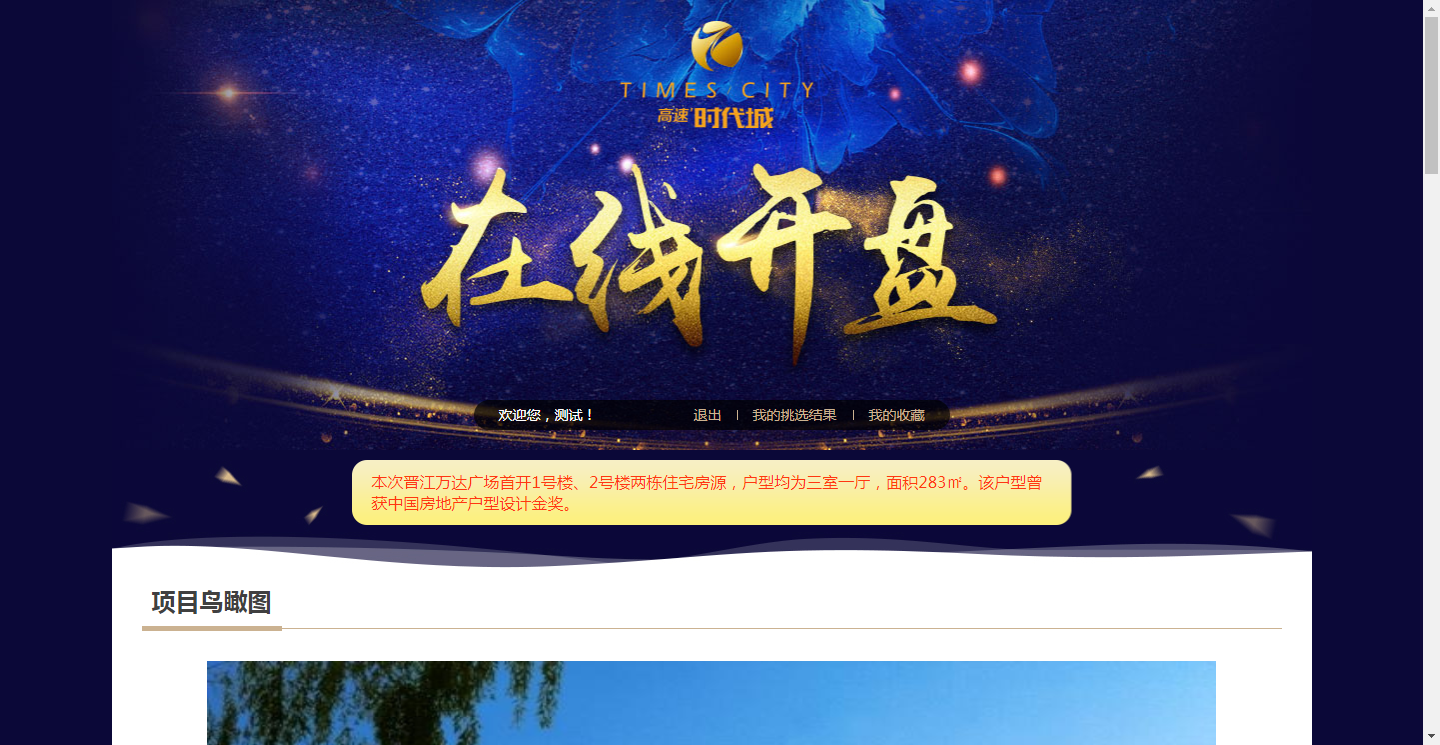 TIMES CITY
高速 时代城
在线开盘
欢迎您，测试！ 退出 | 我的挑选结果 | 我的收藏
本次晋江万达广场首开1号楼、2号楼两栋住宅房源，户型均为三室一厅，面积283㎡。该户型曾
获中国房地产户型设计金奖。
项目鸟瞰图